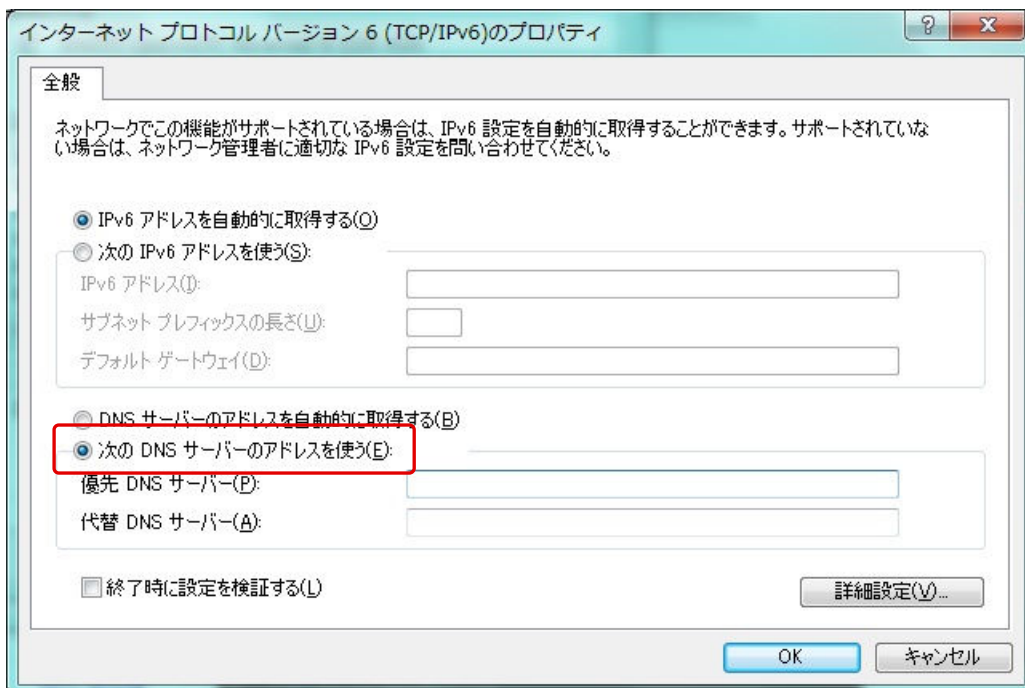 インターネット プロトコル バージョン 6 (TCP/IPv6)のプロパティ
全般
ネットワークでこの機能がサポートされている場合は、IPv6 設定を自動的に取得することができます。サポートされていな
い場合は、ネットワーク管理者に適切な IPv6 設定を問い合わせてください。
IPv6 アドレスを自動的に取得する(O)
次の IPv6 アドレスを使う(S):
IPv6 アドレス(I):
サブネット プレフィックスの長さ(U):
デフォルト ゲートウェイ(D):
DNS サーバーのアドレスを自動的に取得する(B)
次の DNS サーバーのアドレスを使う(E):
優先 DNS サーバー(P):
代替 DNS サーバー(A):
終了時に設定を検証する(L)
詳細設定(V)...
OK
キャンセル